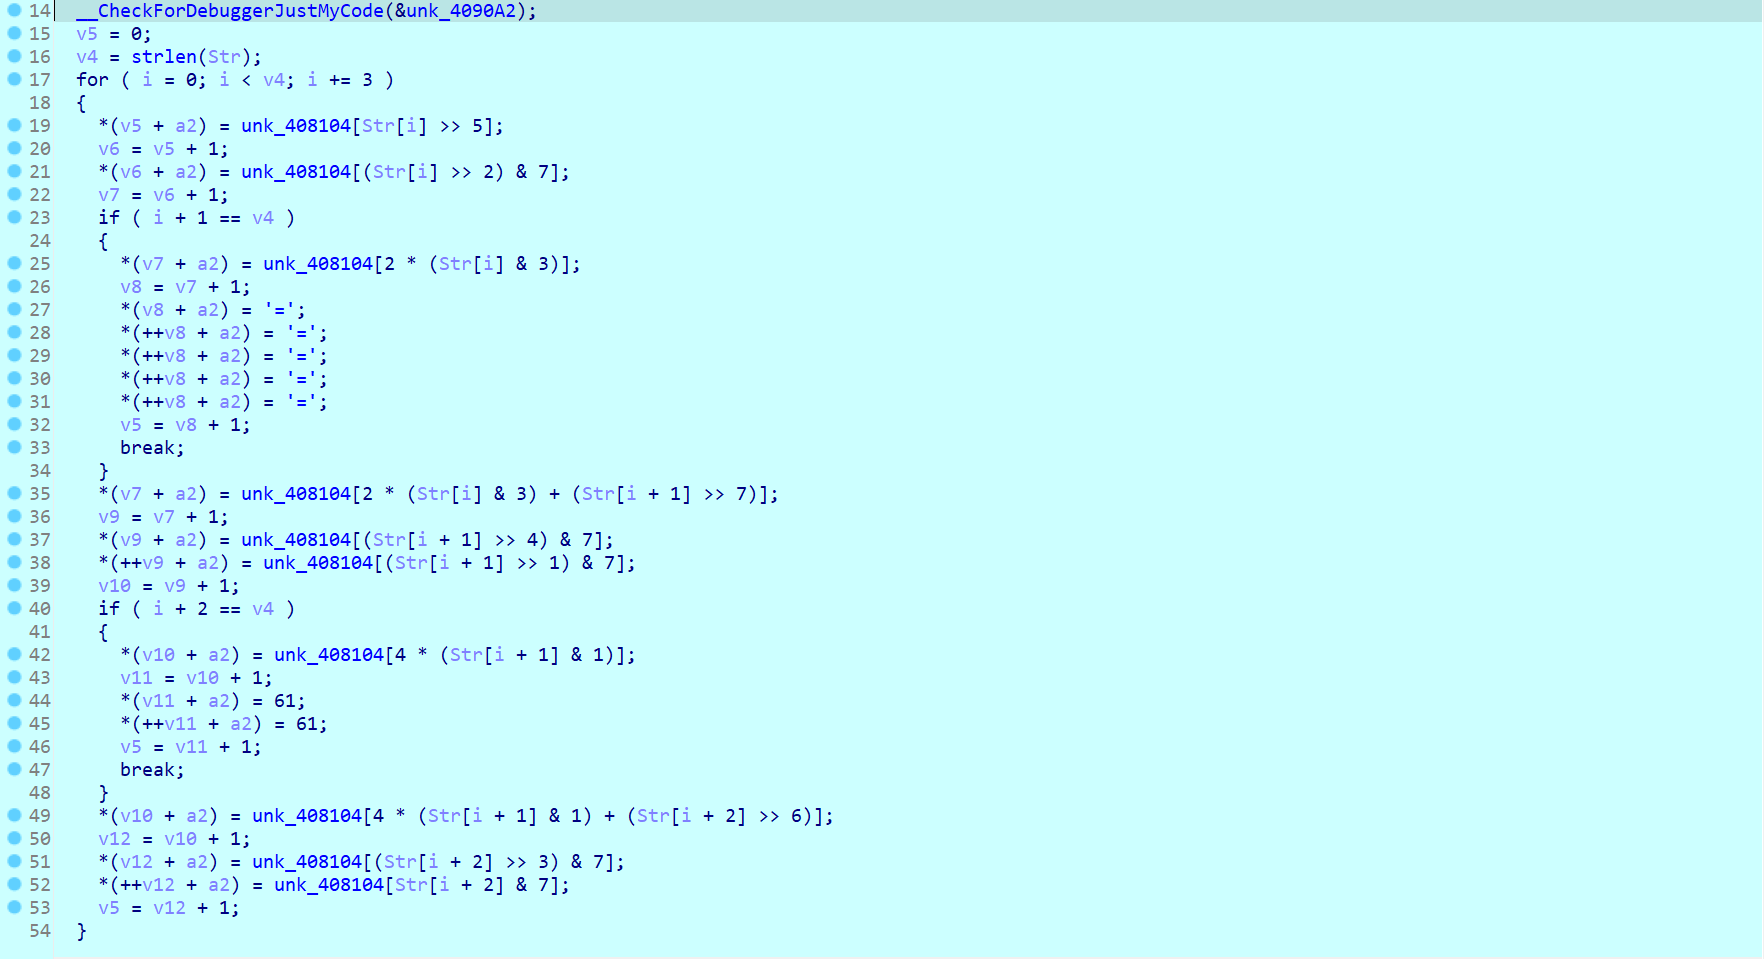 14 __CheckForDebuggerJustMyCode(&unk_4090A2);
15 v5 = 0;
16 v4 = strlen(Str);
17 for ( i = 0; i < v4; i += 3 )
18 {
19 *(v5 + a2) = unk_408104[Str[i] >> 5];
20 v6 = v5 + 1;
21 *(v6 + a2) = unk_408104[(Str[i] >> 2) & 7];
22 v7 = v6 + 1;
23 if ( i + 1 == v4 )
24 {
25 *(v7 + a2) = unk_408104[2 * (Str[i] & 3)];
26 v8 = v7 + 1;
27 *(v8 + a2) = '=';
28 *(++v8 + a2) = '=';
29 *(++v8 + a2) = '=';
30 *(++v8 + a2) = '=';
31 *(++v8 + a2) = '=';
32 v5 = v8 + 1;
33 break;
34 }
35 *(v7 + a2) = unk_408104[2 * (Str[i] & 3) + (Str[i + 1] >> 7)];
36 v9 = v7 + 1;
37 *(v9 + a2) = unk_408104[(Str[i + 1] >> 4) & 7];
38 *(++v9 + a2) = unk_408104[(Str[i + 1] >> 1) & 7];
39 v10 = v9 + 1;
40 if ( i + 2 == v4 )
41 {
42 *(v10 + a2) = unk_408104[4 * (Str[i + 1] & 1)];
43 v11 = v10 + 1;
44 *(v11 + a2) = 61;
45 *(++v11 + a2) = 61;
46 v5 = v11 + 1;
47 break;
48 }
49 *(v10 + a2) = unk_408104[4 * (Str[i + 1] & 1) + (Str[i + 2] >> 6)];
50 v12 = v10 + 1;
51 *(v12 + a2) = unk_408104[(Str[i + 2] >> 3) & 7];
52 *(++v12 + a2) = unk_408104[Str[i + 2] & 7];
53 v5 = v12 + 1;
54 }